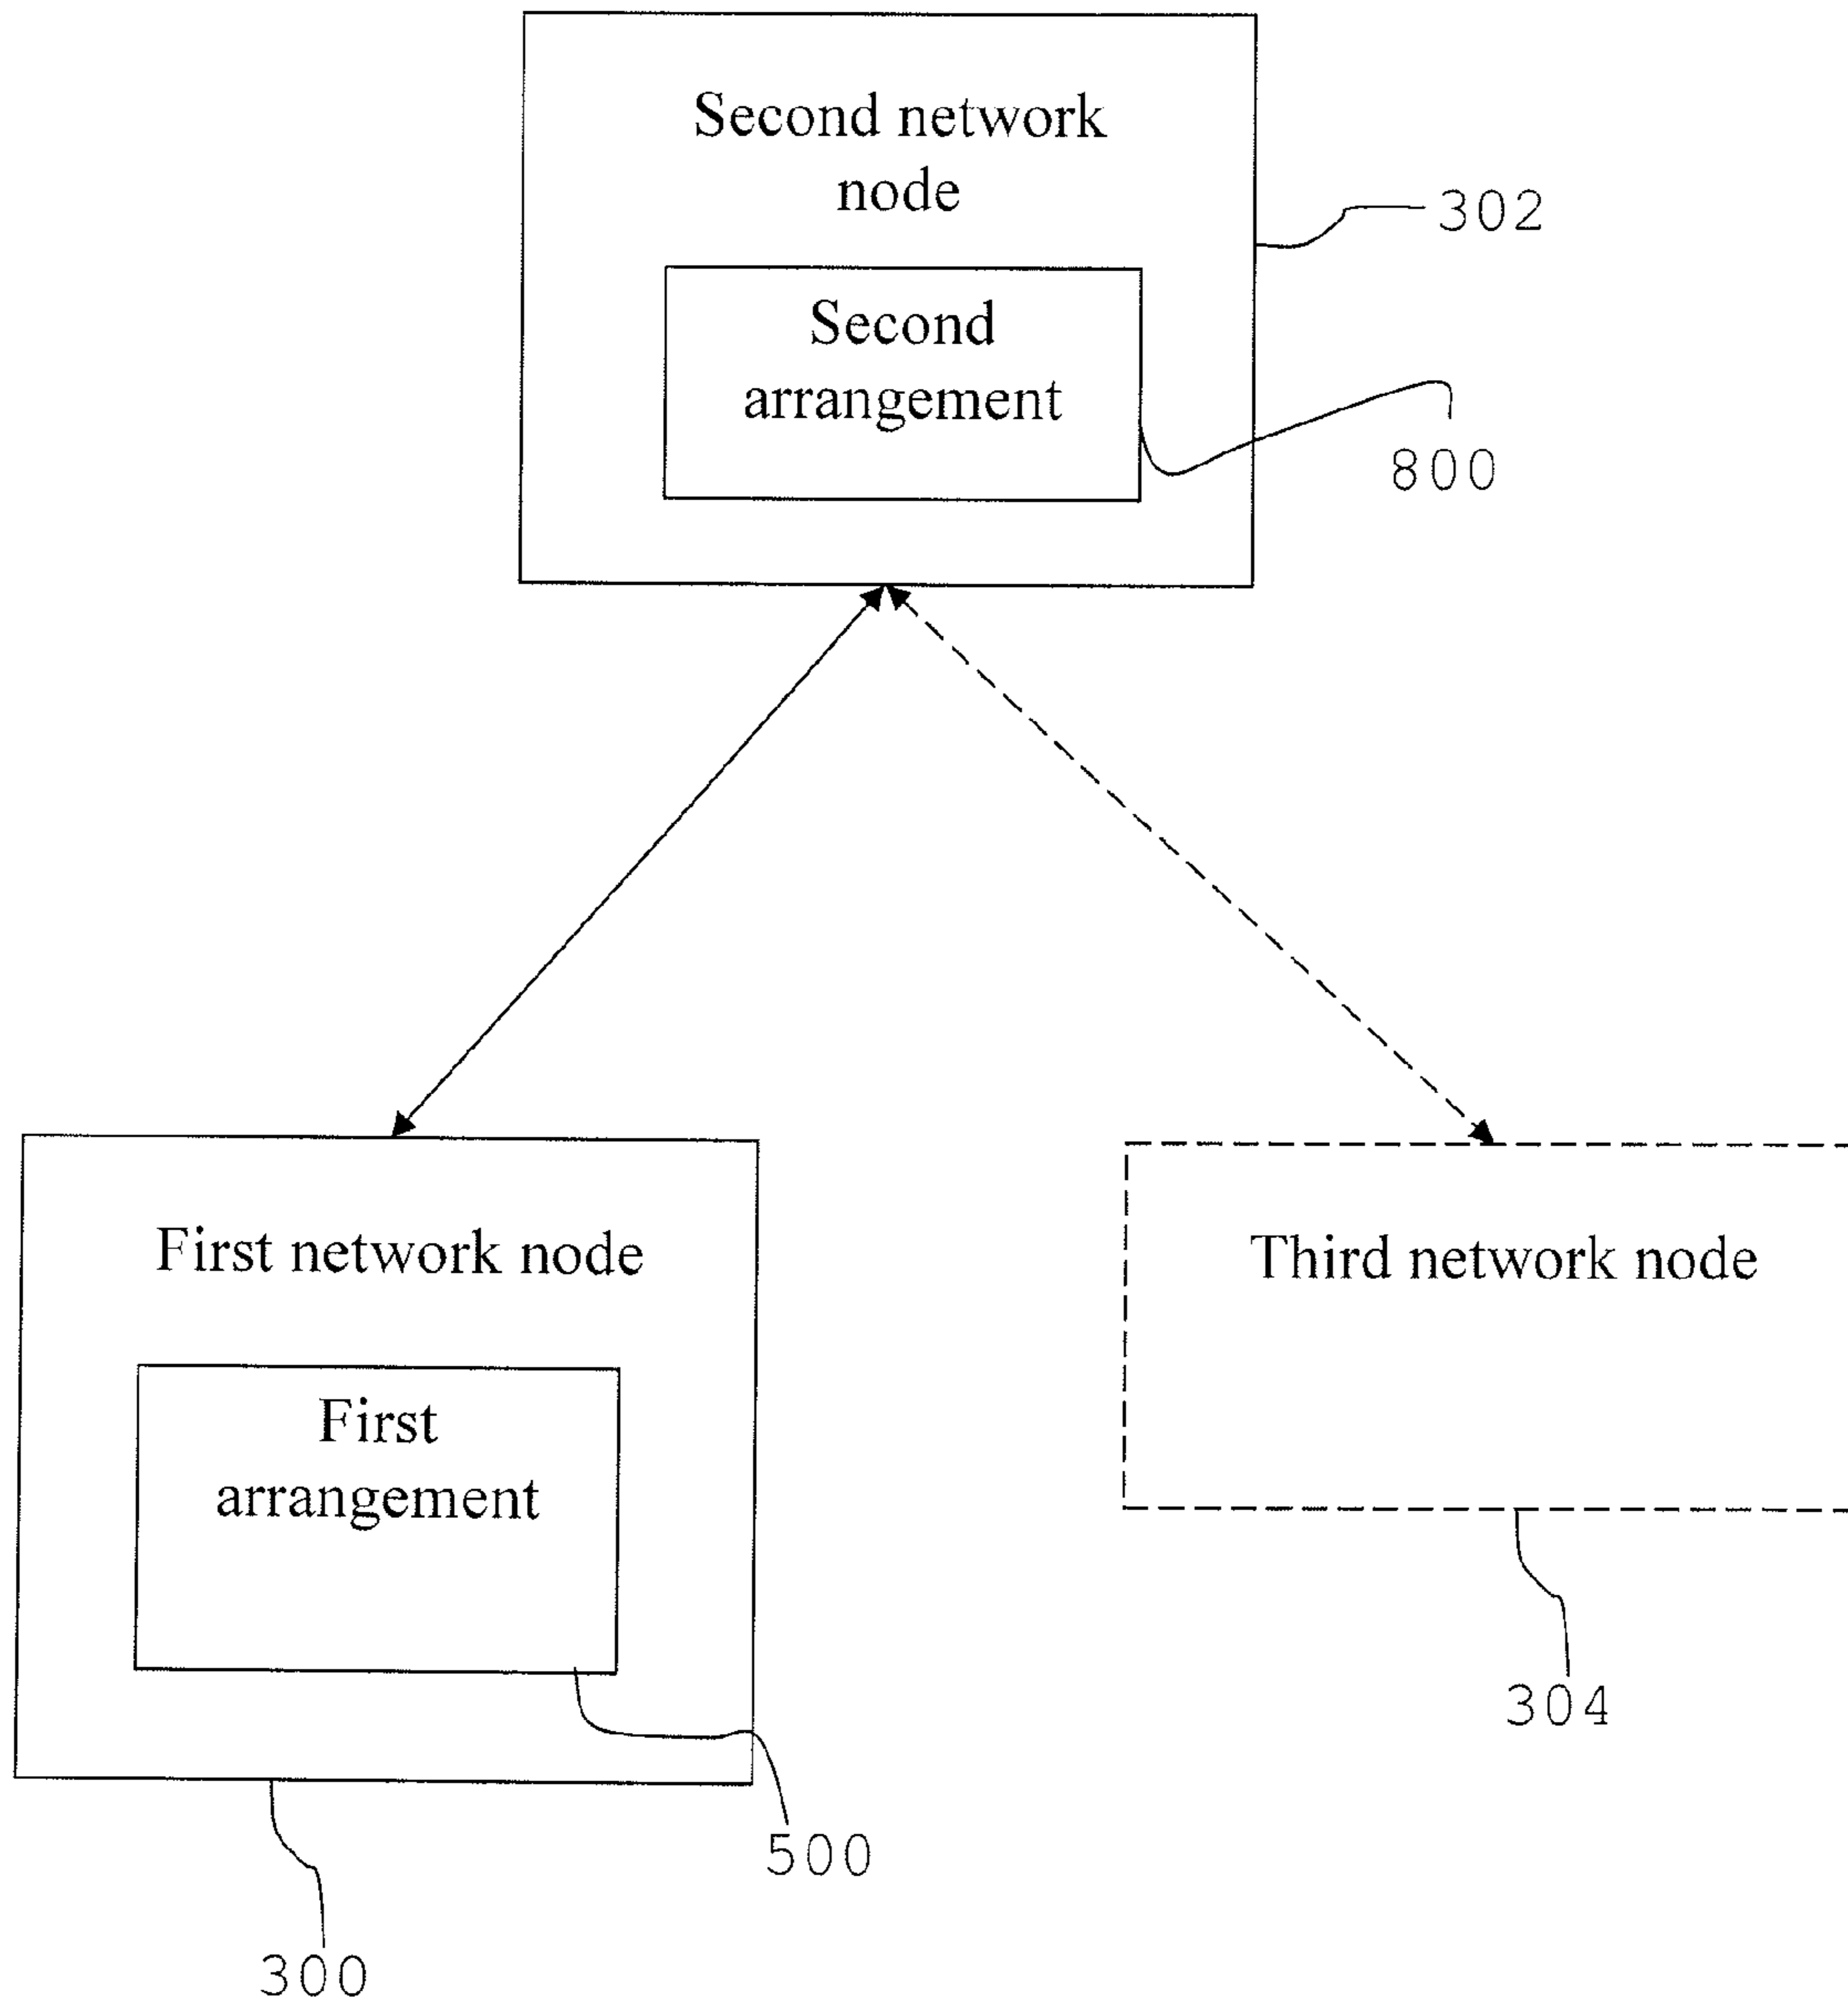 Second network
node
302
Second
arrangement
800
First network node
Third network node
First
arrangement
304
500
300